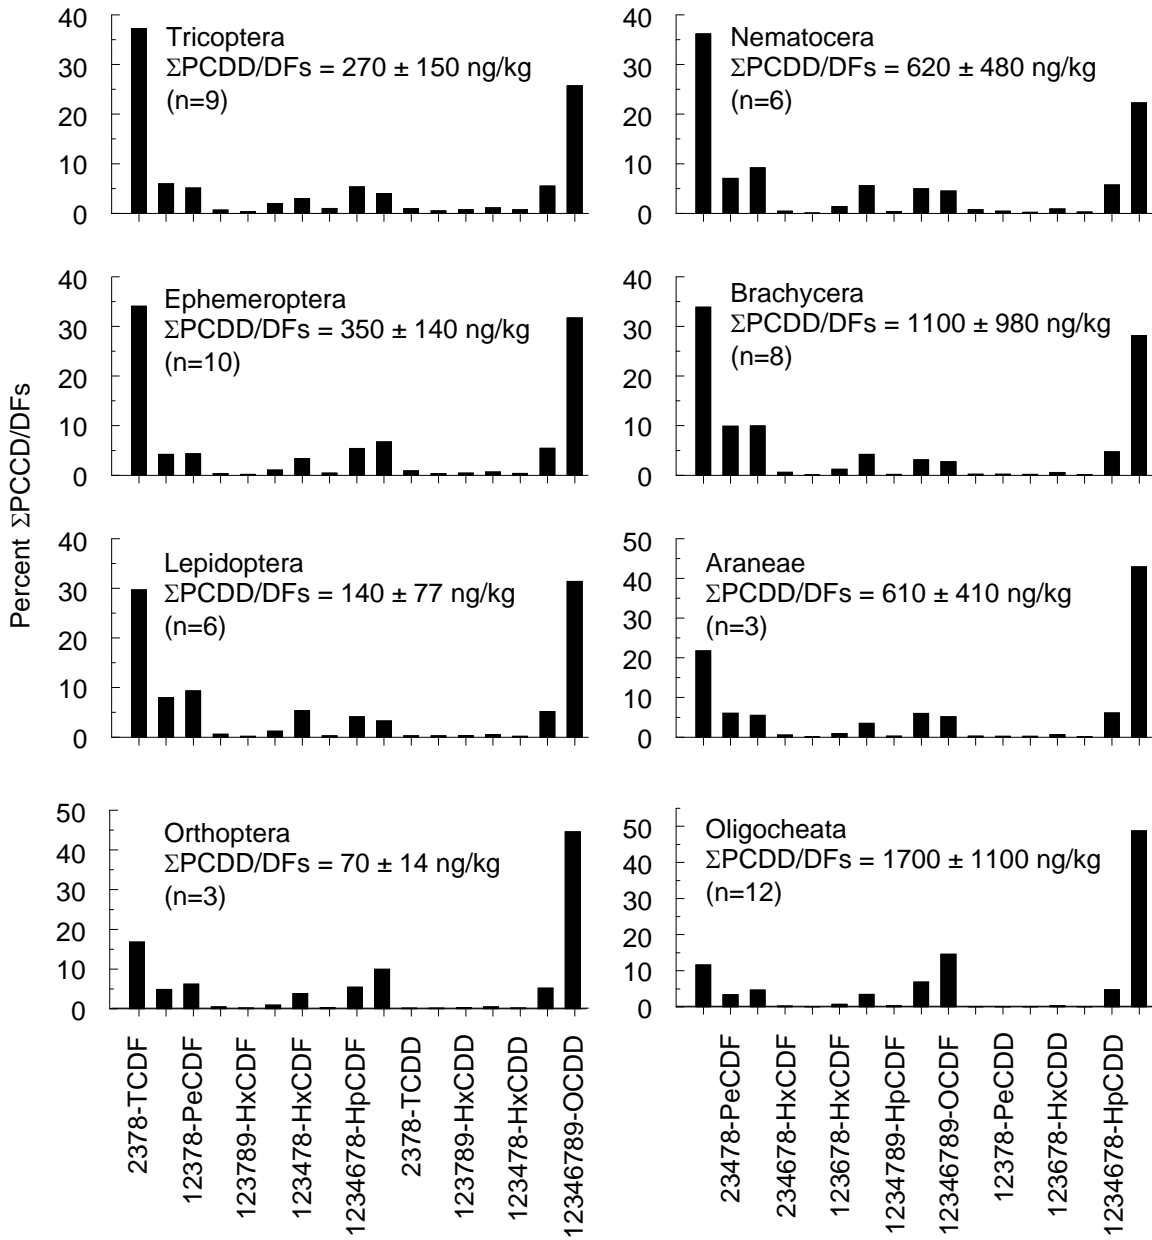 Percent ΣPCCD/DFs
40
30
20
10
0
Tricoptera
ΣPCDD/DFs = 270 ± 150 ng/kg
(n=9)
40
30
20
10
0
Nematocera
ΣPCDD/DFs = 620 ± 480 ng/kg
(n=6)
40
30
20
10
0
Ephemeroptera
ΣPCDD/DFs = 350 ± 140 ng/kg
(n=10)
40
30
20
10
0
Brachycera
ΣPCDD/DFs = 1100 ± 980 ng/kg
(n=8)
40
30
20
10
0
Lepidoptera
ΣPCDD/DFs = 140 ± 77 ng/kg
(n=6)
50
40
30
20
10
0
Araneae
ΣPCDD/DFs = 610 ± 410 ng/kg
(n=3)
50
40
30
20
10
0
Orthoptera
ΣPCDD/DFs = 70 ± 14 ng/kg
(n=3)
50
40
30
20
10
0
Oligocheata
ΣPCDD/DFs = 1700 ± 1100 ng/kg
(n=12)
2378-TCDF
12378-PeCDF
123789-HxCDF
123478-HxCDF
1234678-HpCDF
2378-TCDD
123789-HxCDD
123478-HxCDD
12346789-OCDD
23478-PeCDF
234678-HxCDF
123678-HxCDF
1234789-HpCDF
12346789-OCDF
12378-PeCDD
123678-HxCDD
1234678-HpCDD